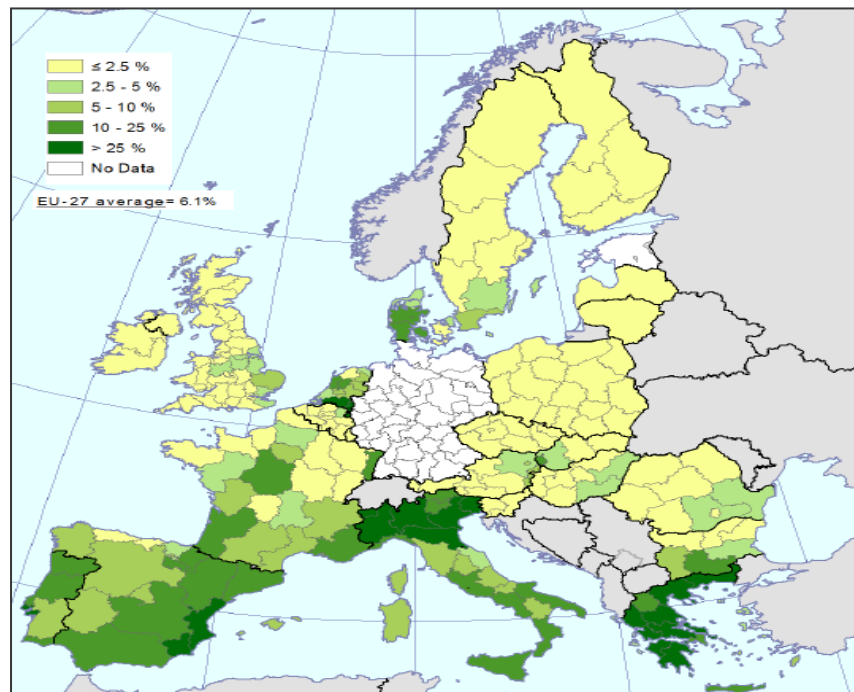 ≤ 2.5 %
2.5 - 5 %
5 - 10 %
10 - 25 %
> 25 %
No Data
EU-27 average= 6.1%